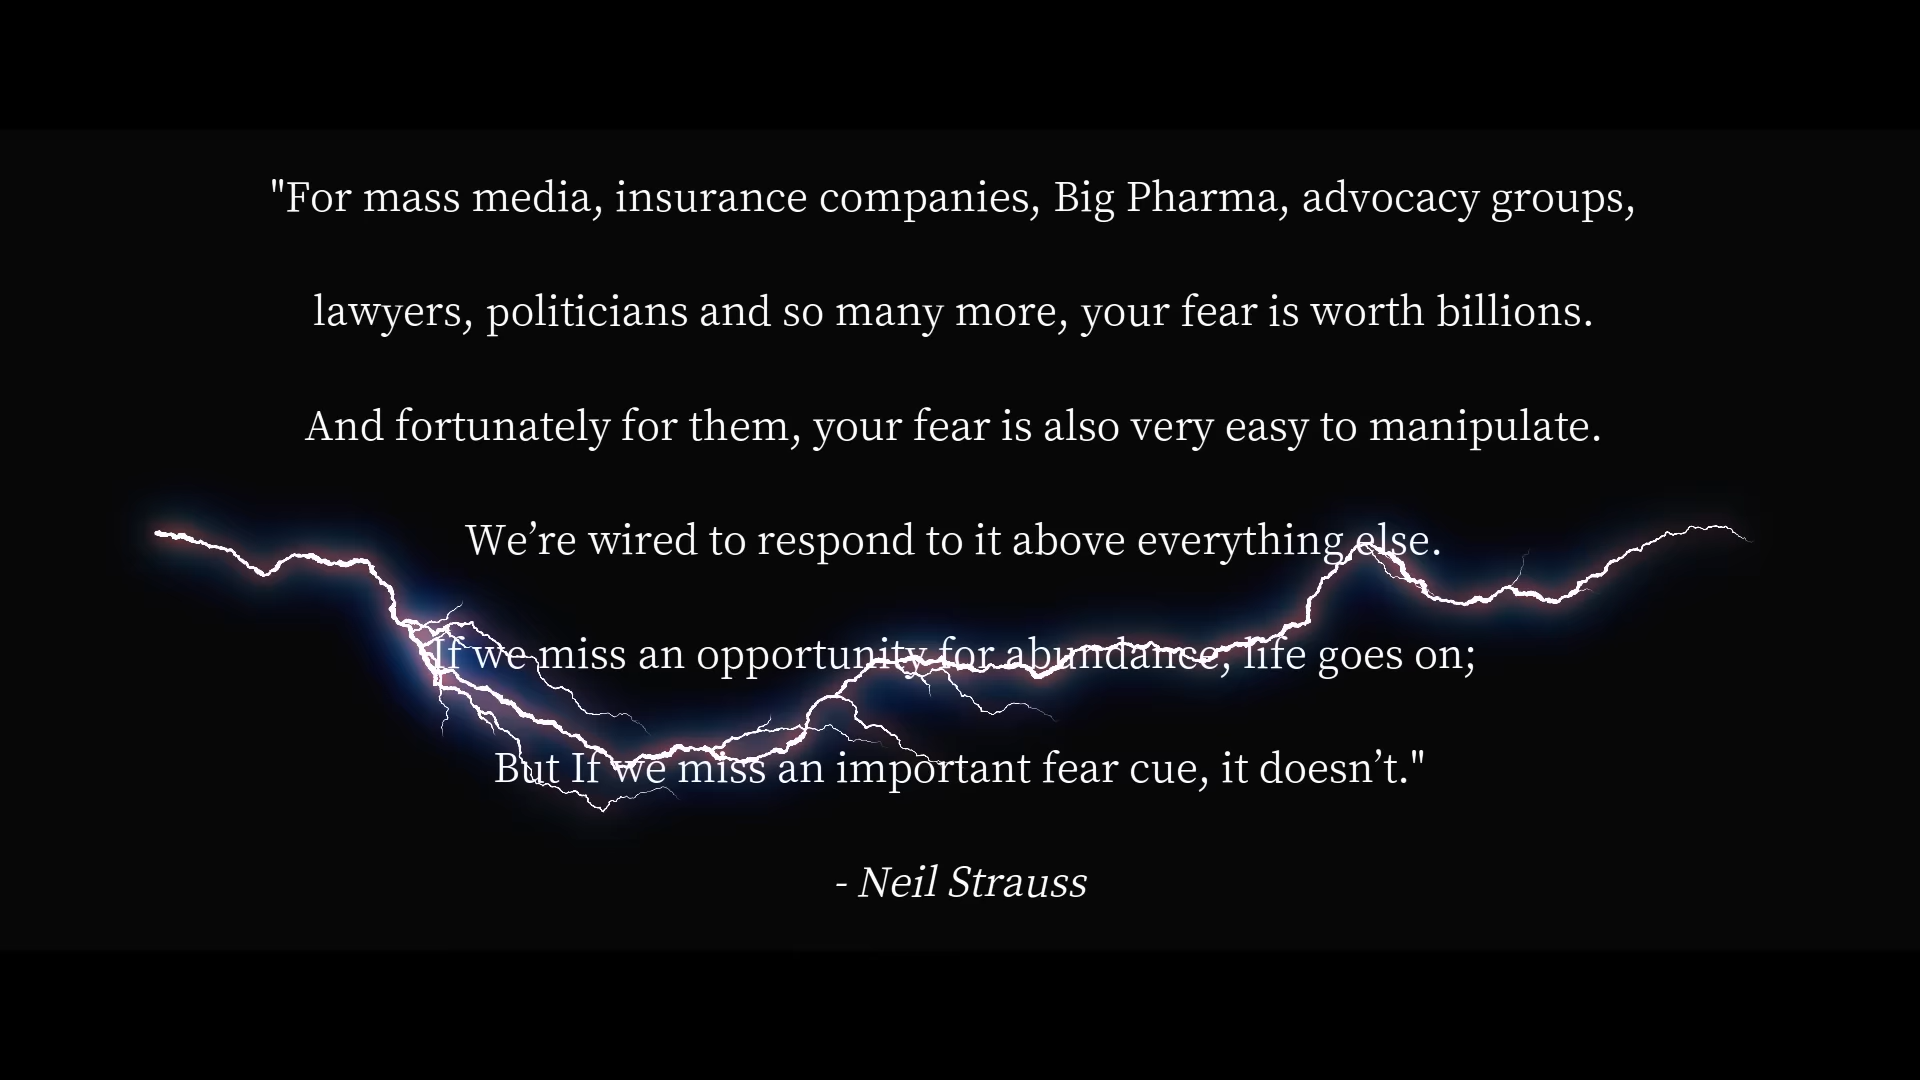 "For mass media, insurance companies, Big Pharma, advocacy groups,
lawyers, politicians and so many more, your fear is worth billions.
And fortunately for them, your fear is also very easy to manipulate.
We’re wired to respond to it above everything else.
If we miss an opportunity for abundance, life goes on;
But If we miss an important fear cue, it doesn’t."
- Neil Strauss